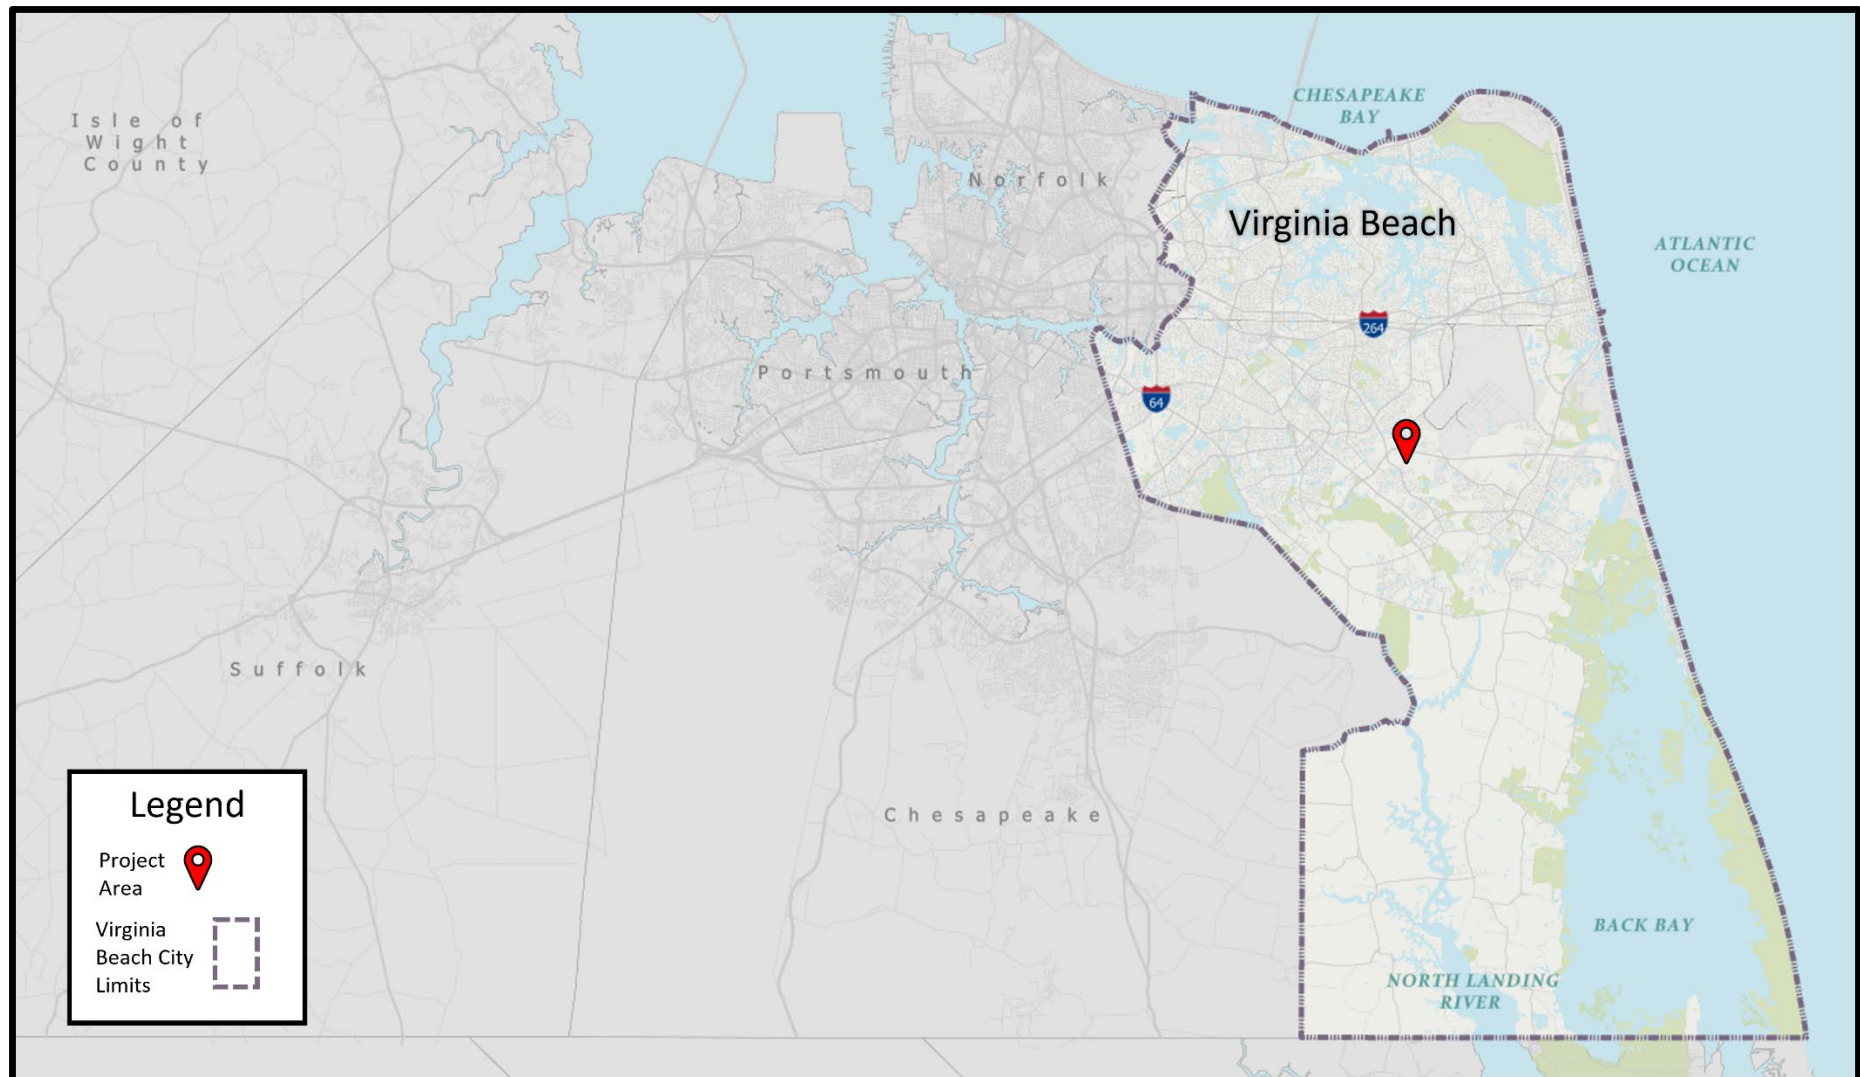 CHESAPEAKE
BAY
Isle of
Wight
County
Norfolk
Virginia Beach
ATLANTIC
OCEAN
264
Portsmouth
64
Suffolk
Chesapeake
Legend
Project
Area
Virginia
Beach City
Limits
BACK BAY
NORTH LANDING
RIVER